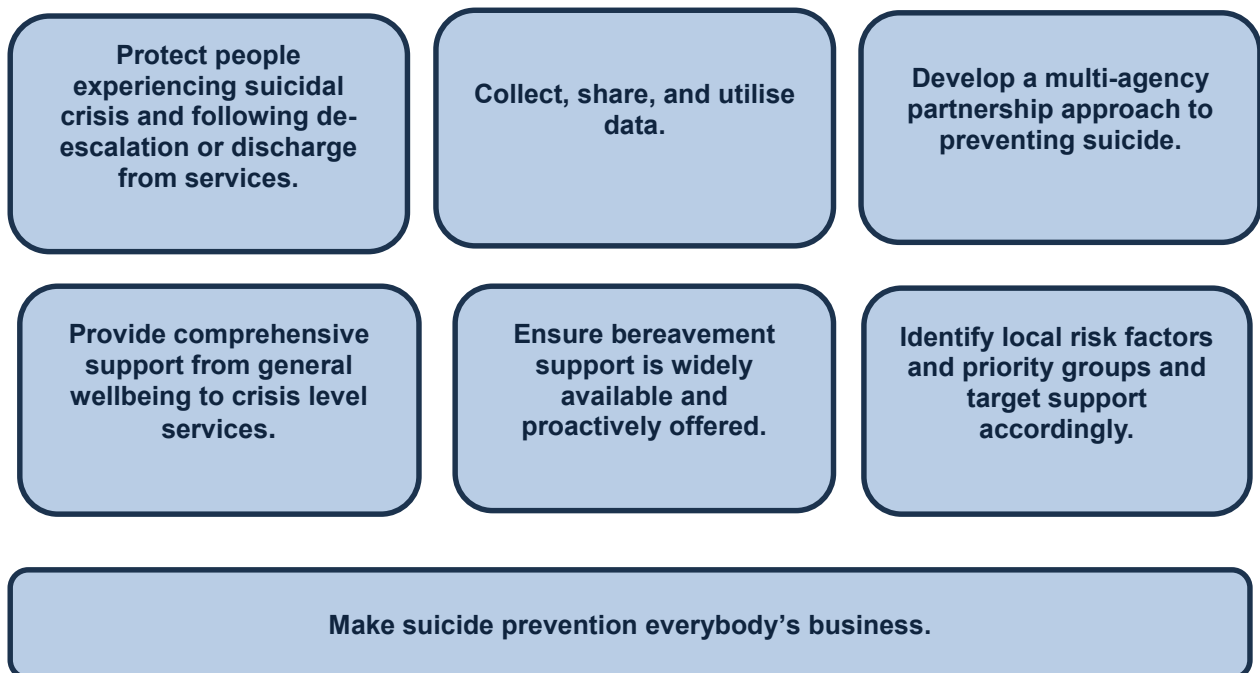 Protect people
experiencing suicidal
crisis and following de-
escalation or discharge
from services.
Collect, share, and utilise
data.
Develop a multi-agency
partnership approach to
preventing suicide.
Provide comprehensive
support from general
wellbeing to crisis level
services.
Ensure bereavement
support is widely
available and
proactively offered.
Identify local risk factors
and priority groups and
target support
accordingly.
Make suicide prevention everybody’s business.